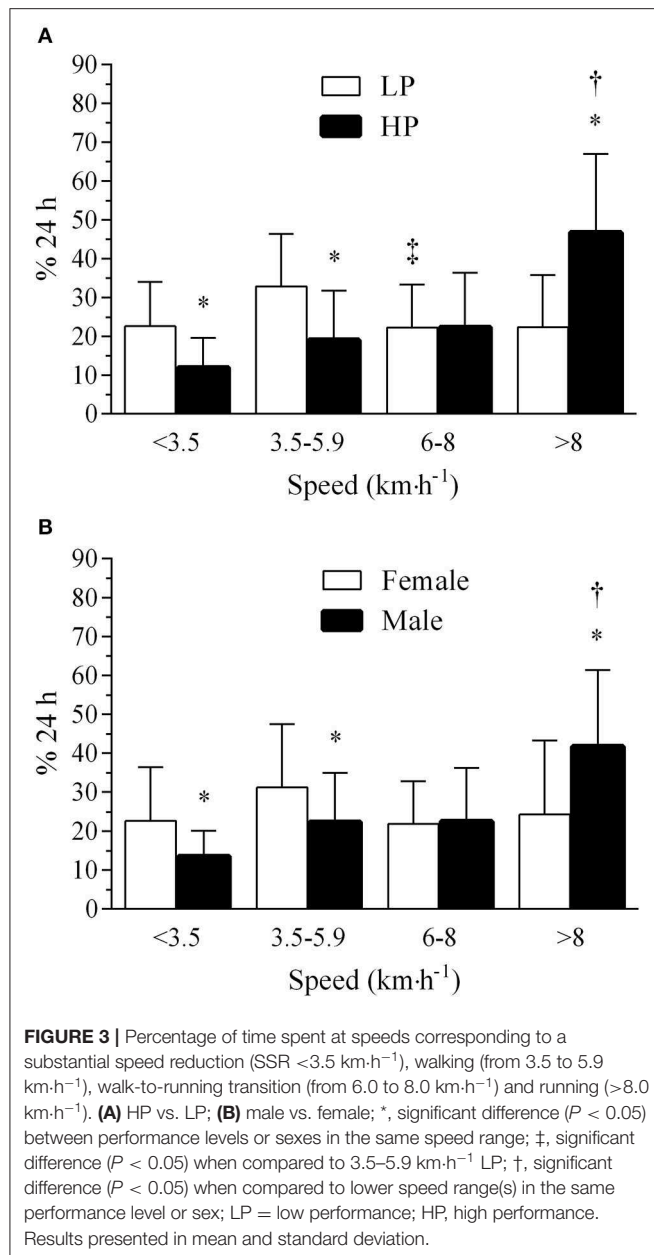 A
90
80
70
60
50
40
30
20
10
0
% 24 h
LP
HP
*
*
‡
†
*
<3.5
3.5-5.9
6-8
>8
Speed (km·h-1)
B
90
80
70
60
50
40
30
20
10
0
% 24 h
Female
Male
*
*
†
*
<3.5
3.5-5.9
6-8
>8
Speed (km·h-1)
FIGURE 3 | Percentage of time spent at speeds corresponding to a
substantial speed reduction (SSR <3.5 km·h−1), walking (from 3.5 to 5.9
km·h−1), walk-to-running transition (from 6.0 to 8.0 km·h−1) and running (>8.0
km·h−1). (A) HP vs. LP; (B) male vs. female; *, significant difference (P < 0.05)
between performance levels or sexes in the same speed range; ‡, significant
difference (P < 0.05) when compared to 3.5–5.9 km·h−1 LP; †, significant
difference (P < 0.05) when compared to lower speed range(s) in the same
performance level or sex; LP = low performance; HP, high performance.
Results presented in mean and standard deviation.